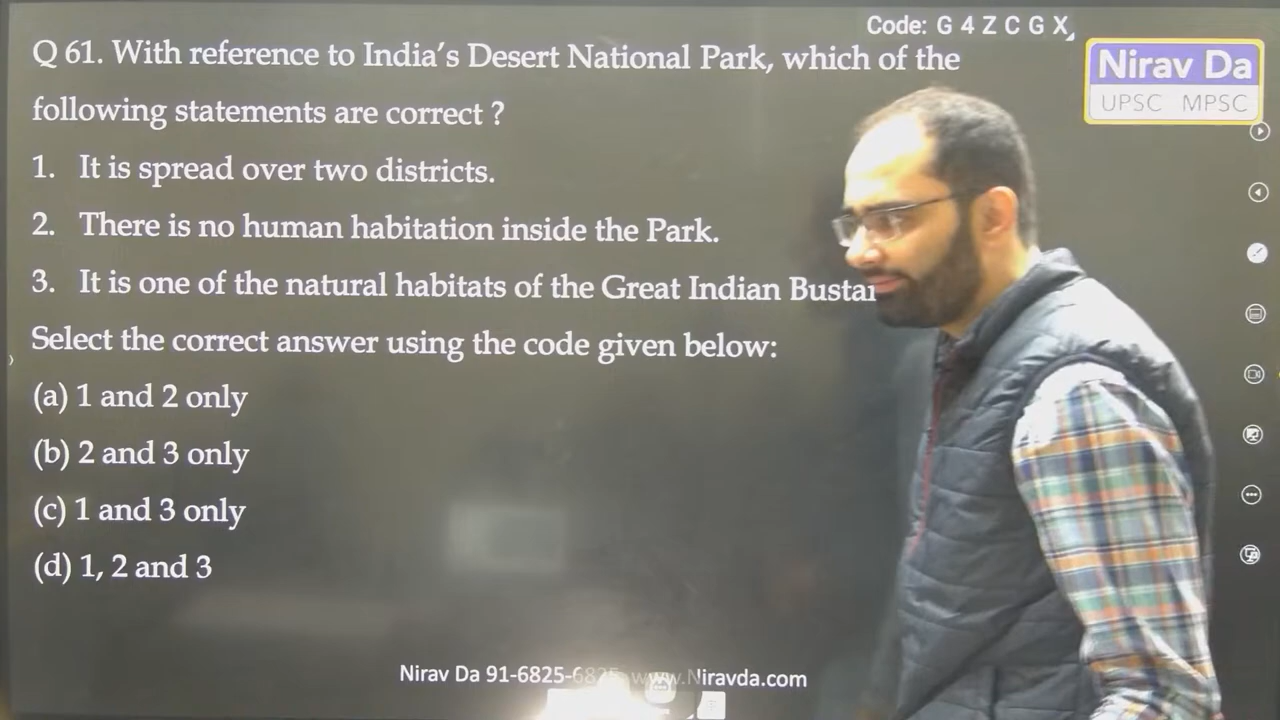 Code: G 4 Z C G X
Q 61. With reference to India's Desert National Park, which of the
following statements are correct ?
1. It is spread over two districts.
2. There is no human habitation inside the Park.
3. It is one of the natural habitats of the Great Indian
Select the correct answer using the code given below:
(a) 1 and 2 only
(b) 2 and 3 only
(c) 1 and 3 only
(d) 1, 2 and 3
Nirav Da
UPSC MPSC
Nirav Da 91-6825-6825 www.Niravda.com